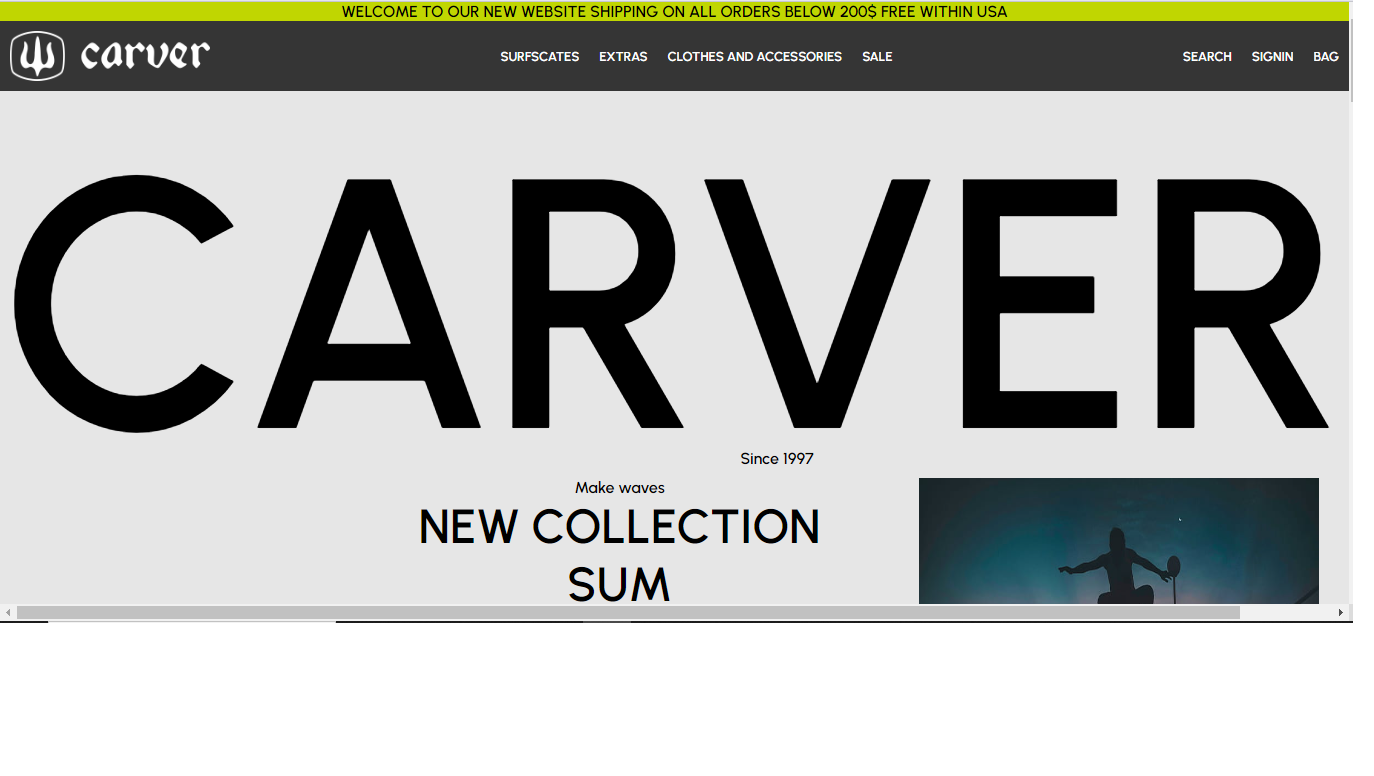 WELCOME TO OUR NEW WEBSITE SHIPPING ON ALL ORDERS BELOW 200$ FREE WITHIN USA
carver
SURFSCATES EXTRAS CLOTHES AND ACCESSORIES SALE
SEARCH SIGNIN BAG
CARVER
Since 1997
Make waves
NEW COLLECTION
SUM